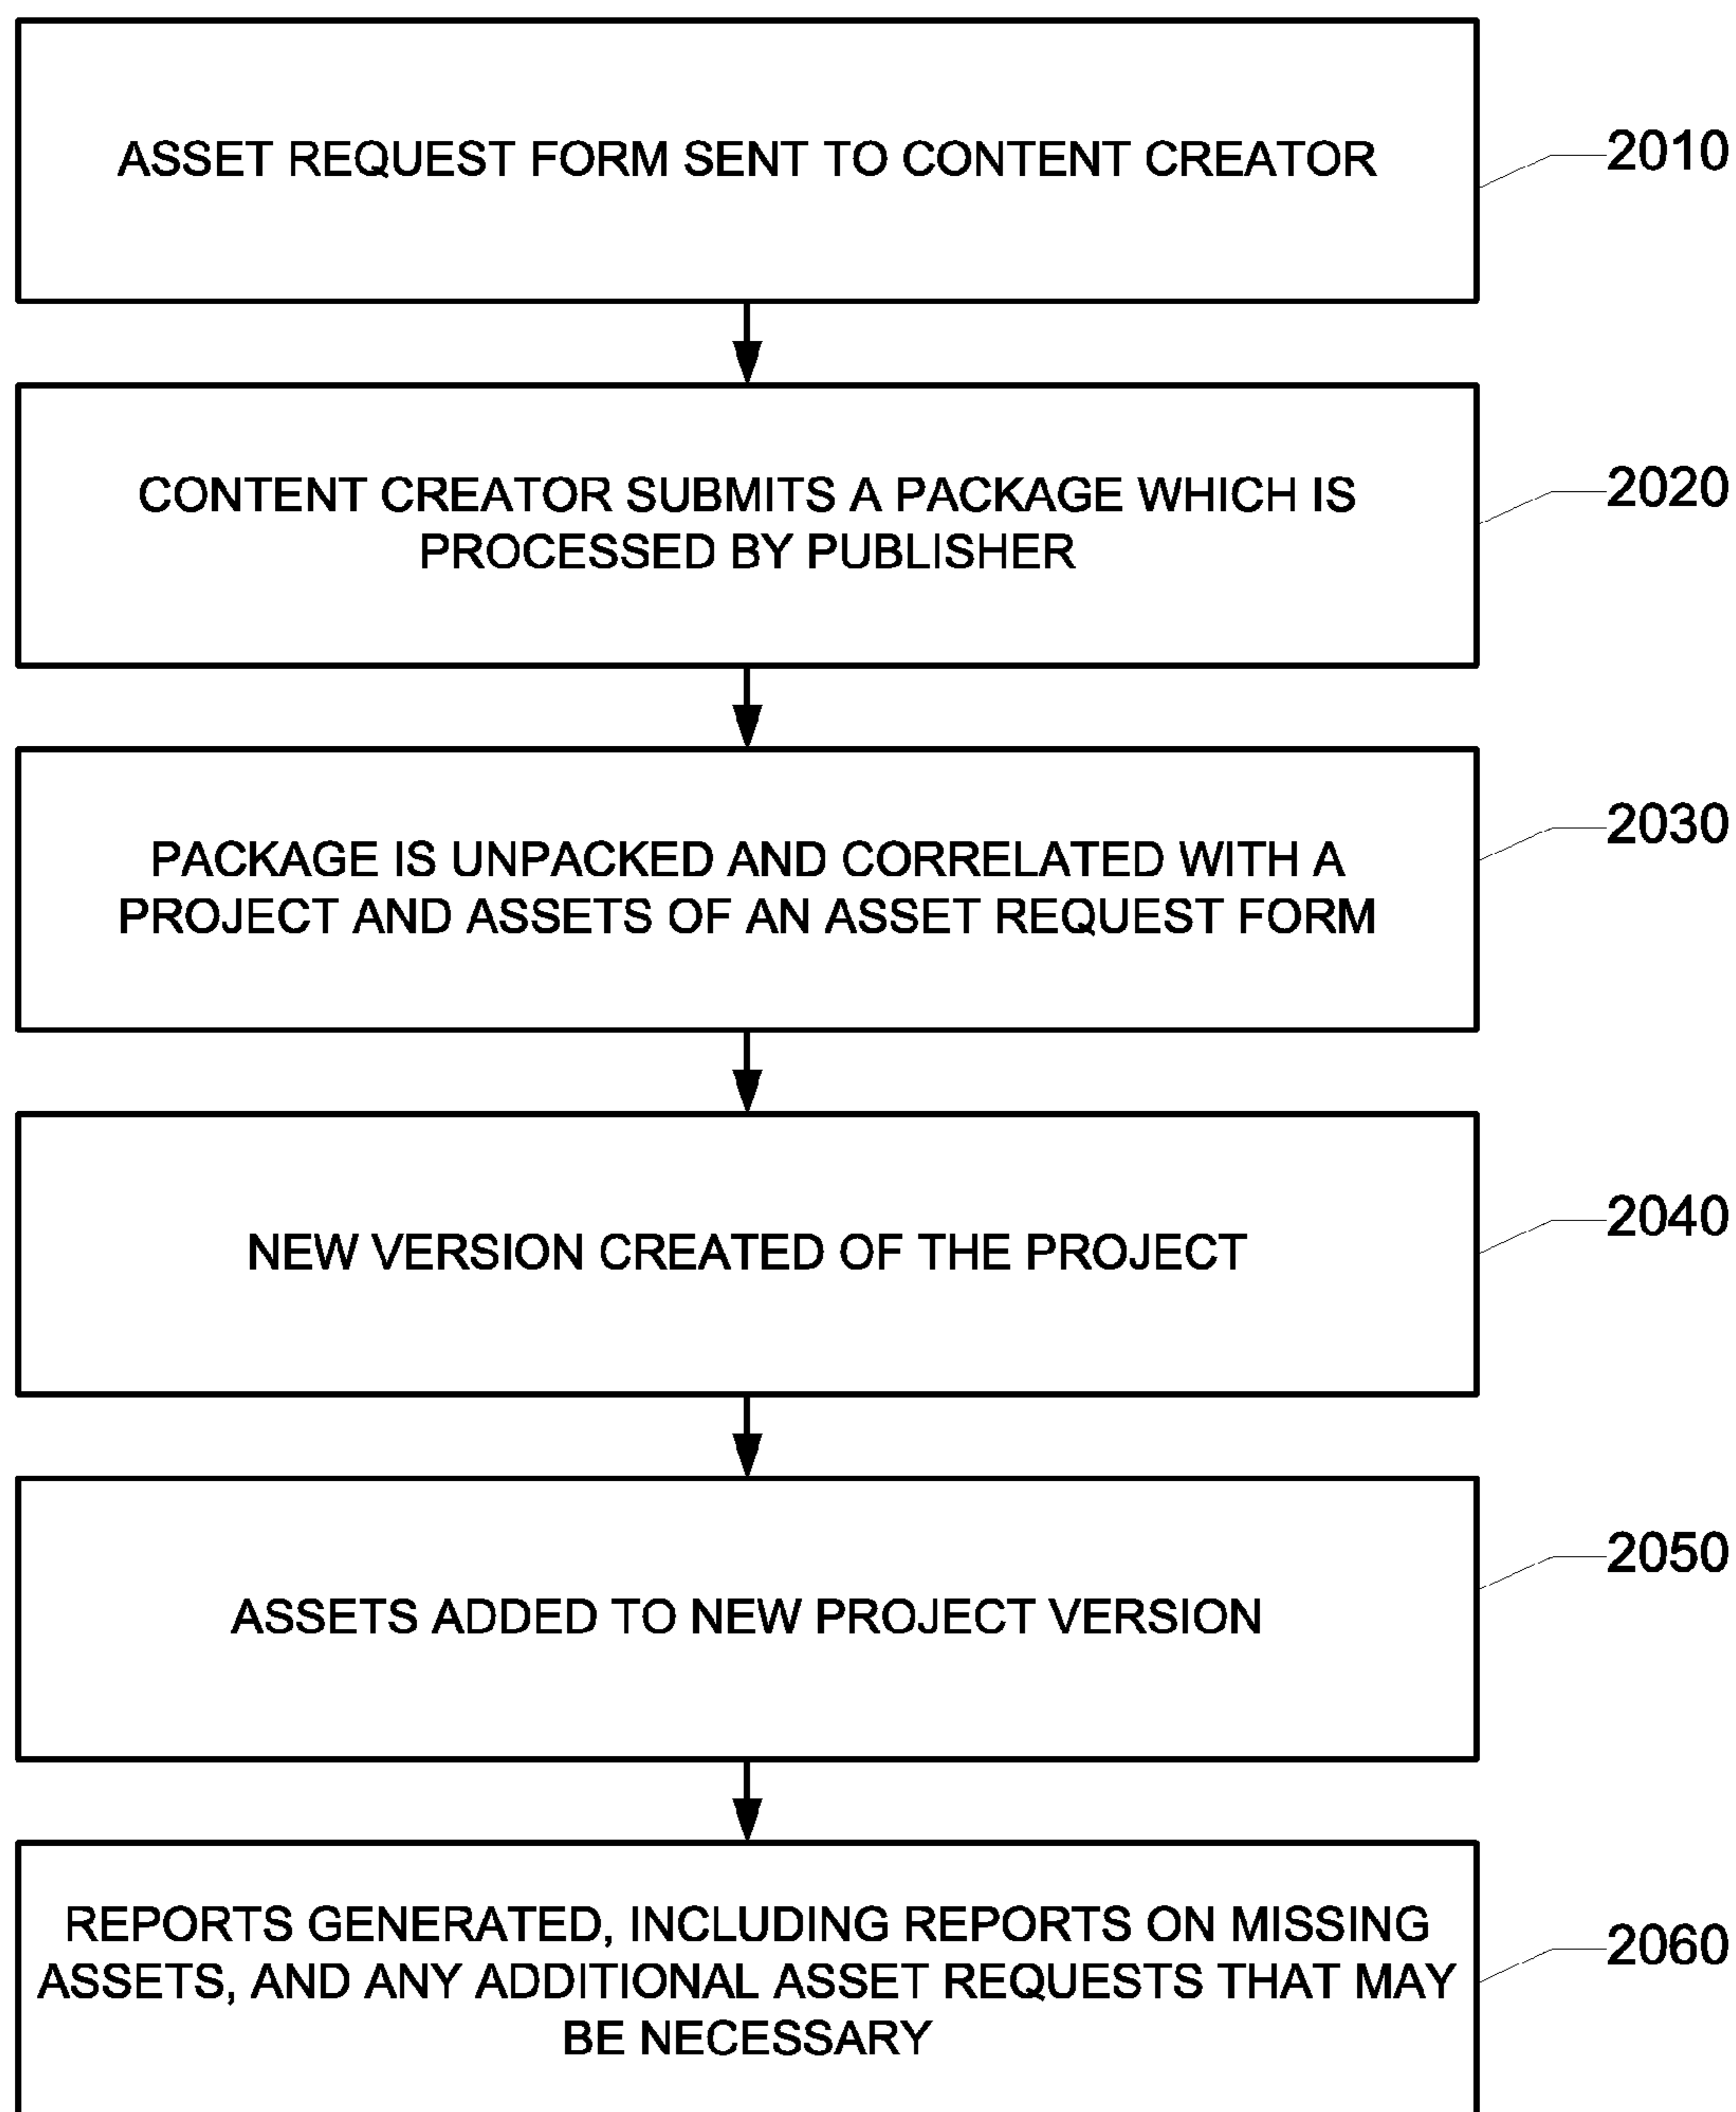 ASSET REQUEST FORM SENT TO CONTENT CREATOR
2010
CONTENT CREATOR SUBMITS A PACKAGE WHICH IS
PROCESSED BY PUBLISHER
2020
PACKAGE IS UNPACKED AND CORRELATED WITH A
PROJECT AND ASSETS OF AN ASSET REQUEST FORM
2030
NEW VERSION CREATED OF THE PROJECT
2040
ASSETS ADDED TO NEW PROJECT VERSION
2050
REPORTS GENERATED, INCLUDING REPORTS ON MISSING
ASSETS, AND ANY ADDITIONAL ASSET REQUESTS THAT MAY
BE NECESSARY
2060